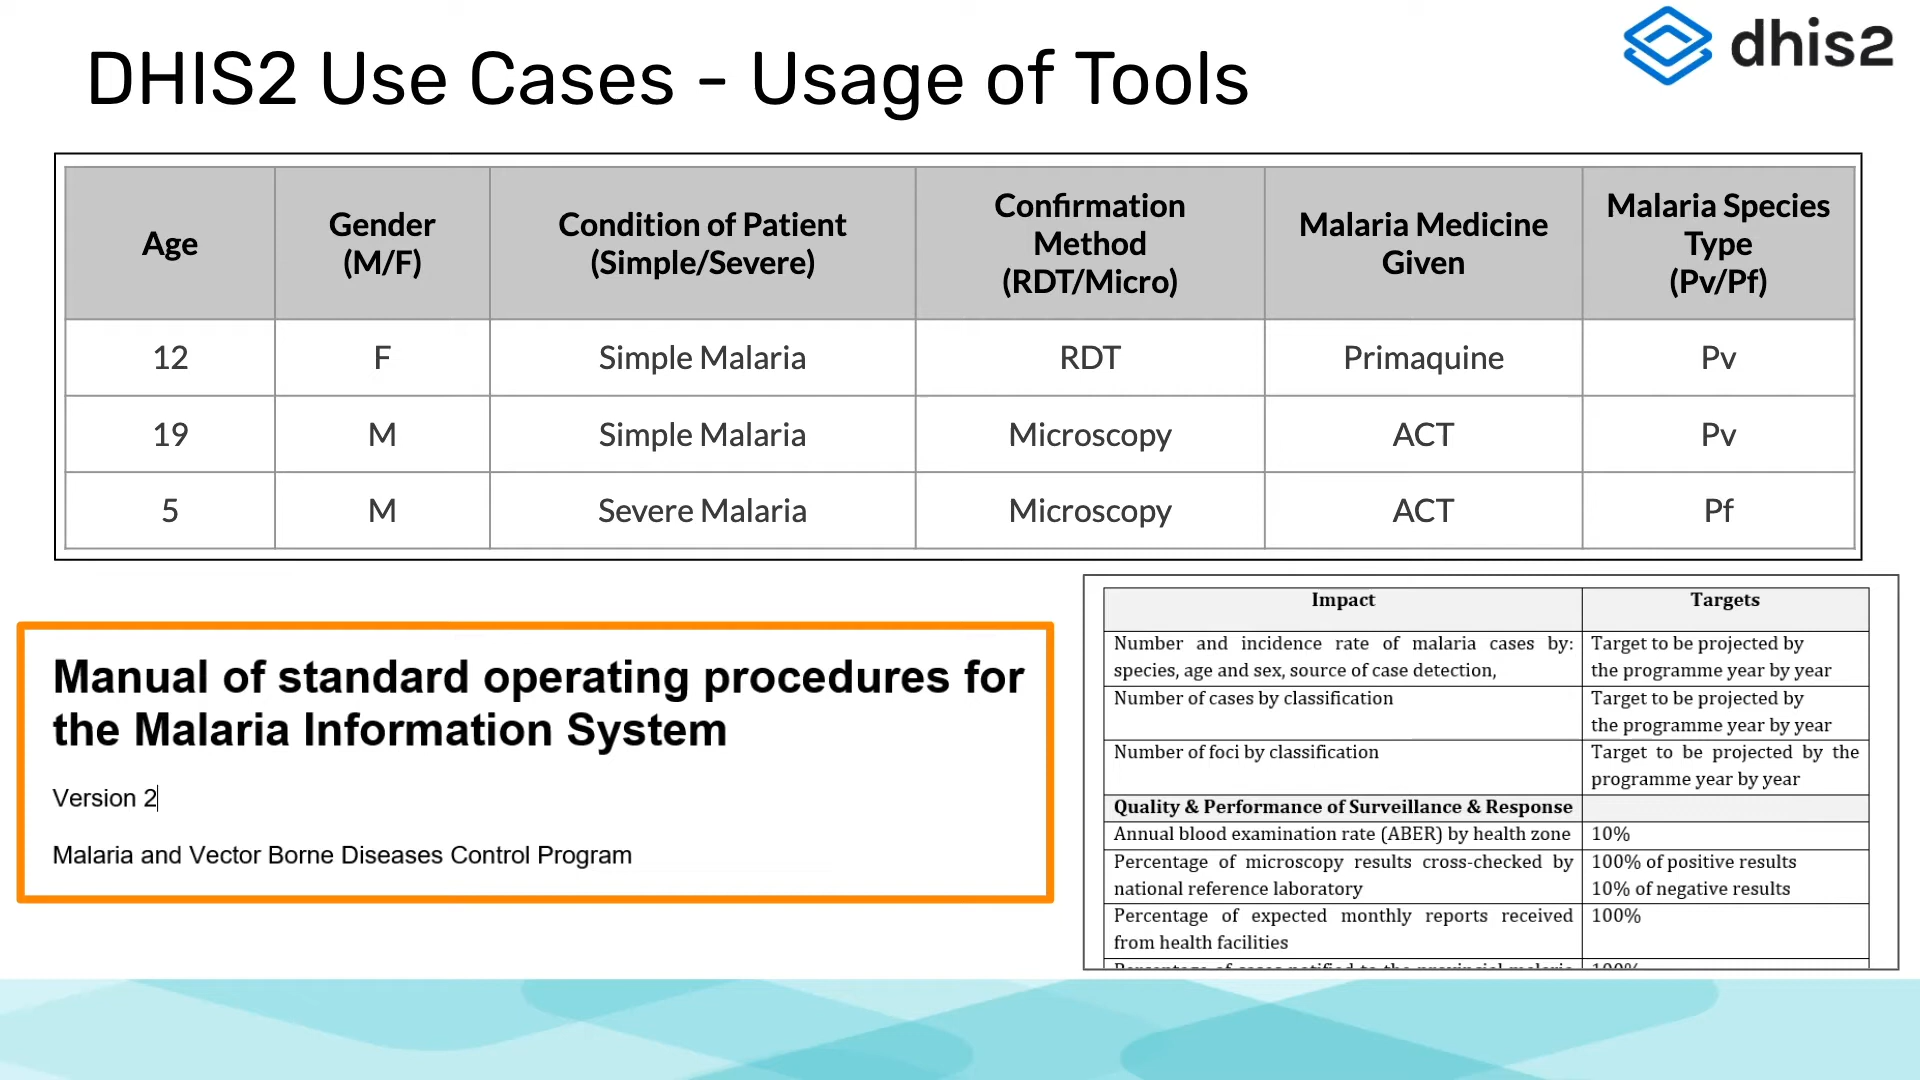 DHIS2 Use Cases - Usage of Tools
dhis2
Age
Gender
(M/F)
Condition of Patient
(Simple/Severe)
Confirmation
Method
(RDT/Micro)
Malaria Medicine
Given
Malaria Species
Type
(Pv/Pf)
12 F Simple Malaria RDT Primaquine Pv
19 M Simple Malaria Microscopy ACT Pv
5 M Severe Malaria Microscopy ACT Pf
Manual of standard operating procedures for
the Malaria Information System
Version 2
Malaria and Vector Borne Diseases Control Program
Impact Targets
Number and incidence rate of malaria cases by:
species, age and sex, source of case detection,
Target to be projected by
the programme year by year
Number of cases by classification
Target to be projected by
the programme year by year
Number of foci by classification
Target to be projected by the
programme year by year
Quality & Performance of Surveillance & Response
Annual blood examination rate (ABER) by health zone
10%
Percentage of microscopy results cross-checked by
national reference laboratory
100% of positive results
10% of negative results
Percentage of expected monthly reports received
from health facilities
100%